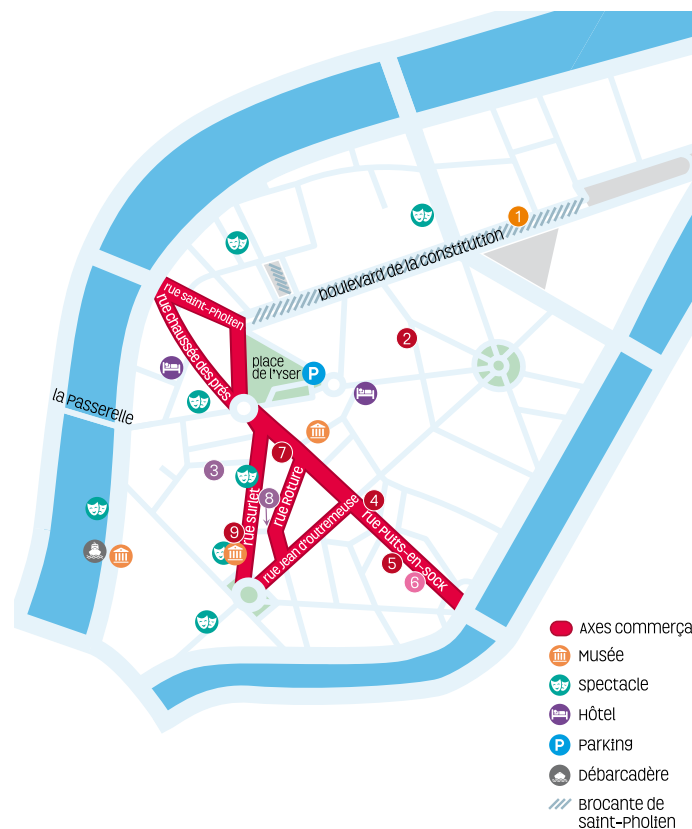 1
boulevard de la constitution
rue saint-pholien
rue chaussée des prés
2
place
de l'yser
P
la passerelle
7
3
8
4
rue roture
rue surlet
9
rue jean d'outremeuse
rue puits-en-sock
5
6
Axes commerça
musée
spectacle
Hôtel
P
parking
Débarcadère
Brocante de
saint-pholien